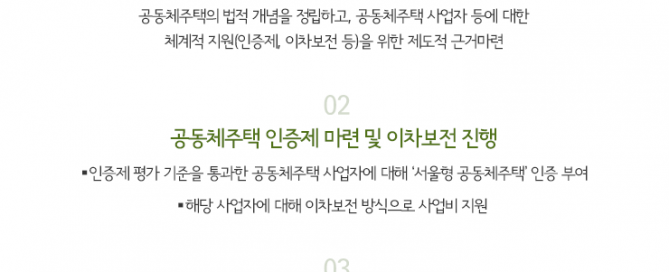 공동체주택의 법적 개념을 정립하고, 공동체주택 사업자 등에 대한
체계적 지원(인증제, 이차보전 등)을 위한 제도적 근거마련
02
공동체주택 인증제 마련 및 이차보전 진행
▪인증제 평가 기준을 통과한 공동체주택 사업자에 대해 '서울형 공동체주택' 인증 부여
▪해당 사업자에 대해 이차보전 방식으로 사업비 지원
03